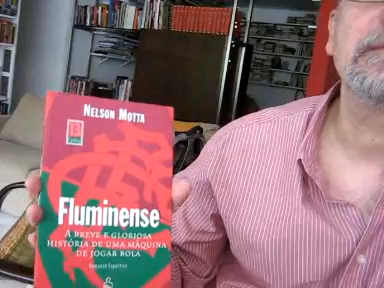 NELSON MOTTA
Fluminense
A BREVE E GLORIOSA
HISTÓRIA DE UMA MÁQUINA
DE JOGAR BOLA